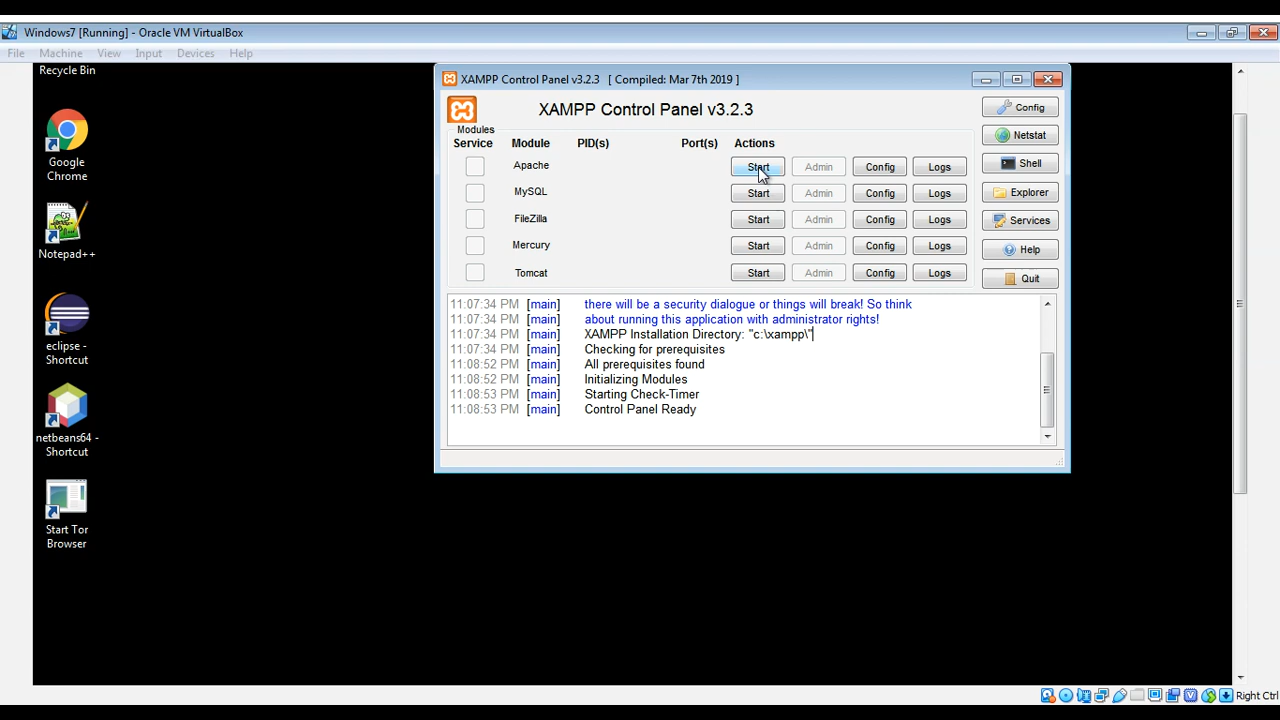 Windows7 [Running] - Oracle VM VirtualBox
File Machine View Input Devices Help
Recycle Bin
Google
Chrome
Notepad++
eclipse -
Shortcut
netbeans64 -
Shortcut
Start Tor
Browser
XAMPP Control Panel v3.2.3 [ Compiled: Mar 7th 2019 ]
XAMPP Control Panel v3.2.3
Modules
Service Module PID(s) Port(s) Actions
Apache Start Admin Config Logs
MySQL Start Admin Config Logs
FileZilla Start Admin Config Logs
Mercury Start Admin Config Logs
Tomcat Start Admin Config Logs
Config
Netstat
Shell
Explorer
Services
Help
Quit
11:07:34 PM [main] there will be a security dialogue or things will break! So think
11:07:34 PM [main] about running this application with administrator rights!
11:07:34 PM [main] XAMPP Installation Directory: "c:\xampp\"
11:07:34 PM [main] Checking for prerequisites
11:08:52 PM [main] All prerequisites found
11:08:52 PM [main] Initializing Modules
11:08:53 PM [main] Starting Check-Timer
11:08:53 PM [main] Control Panel Ready
Right Ctrl